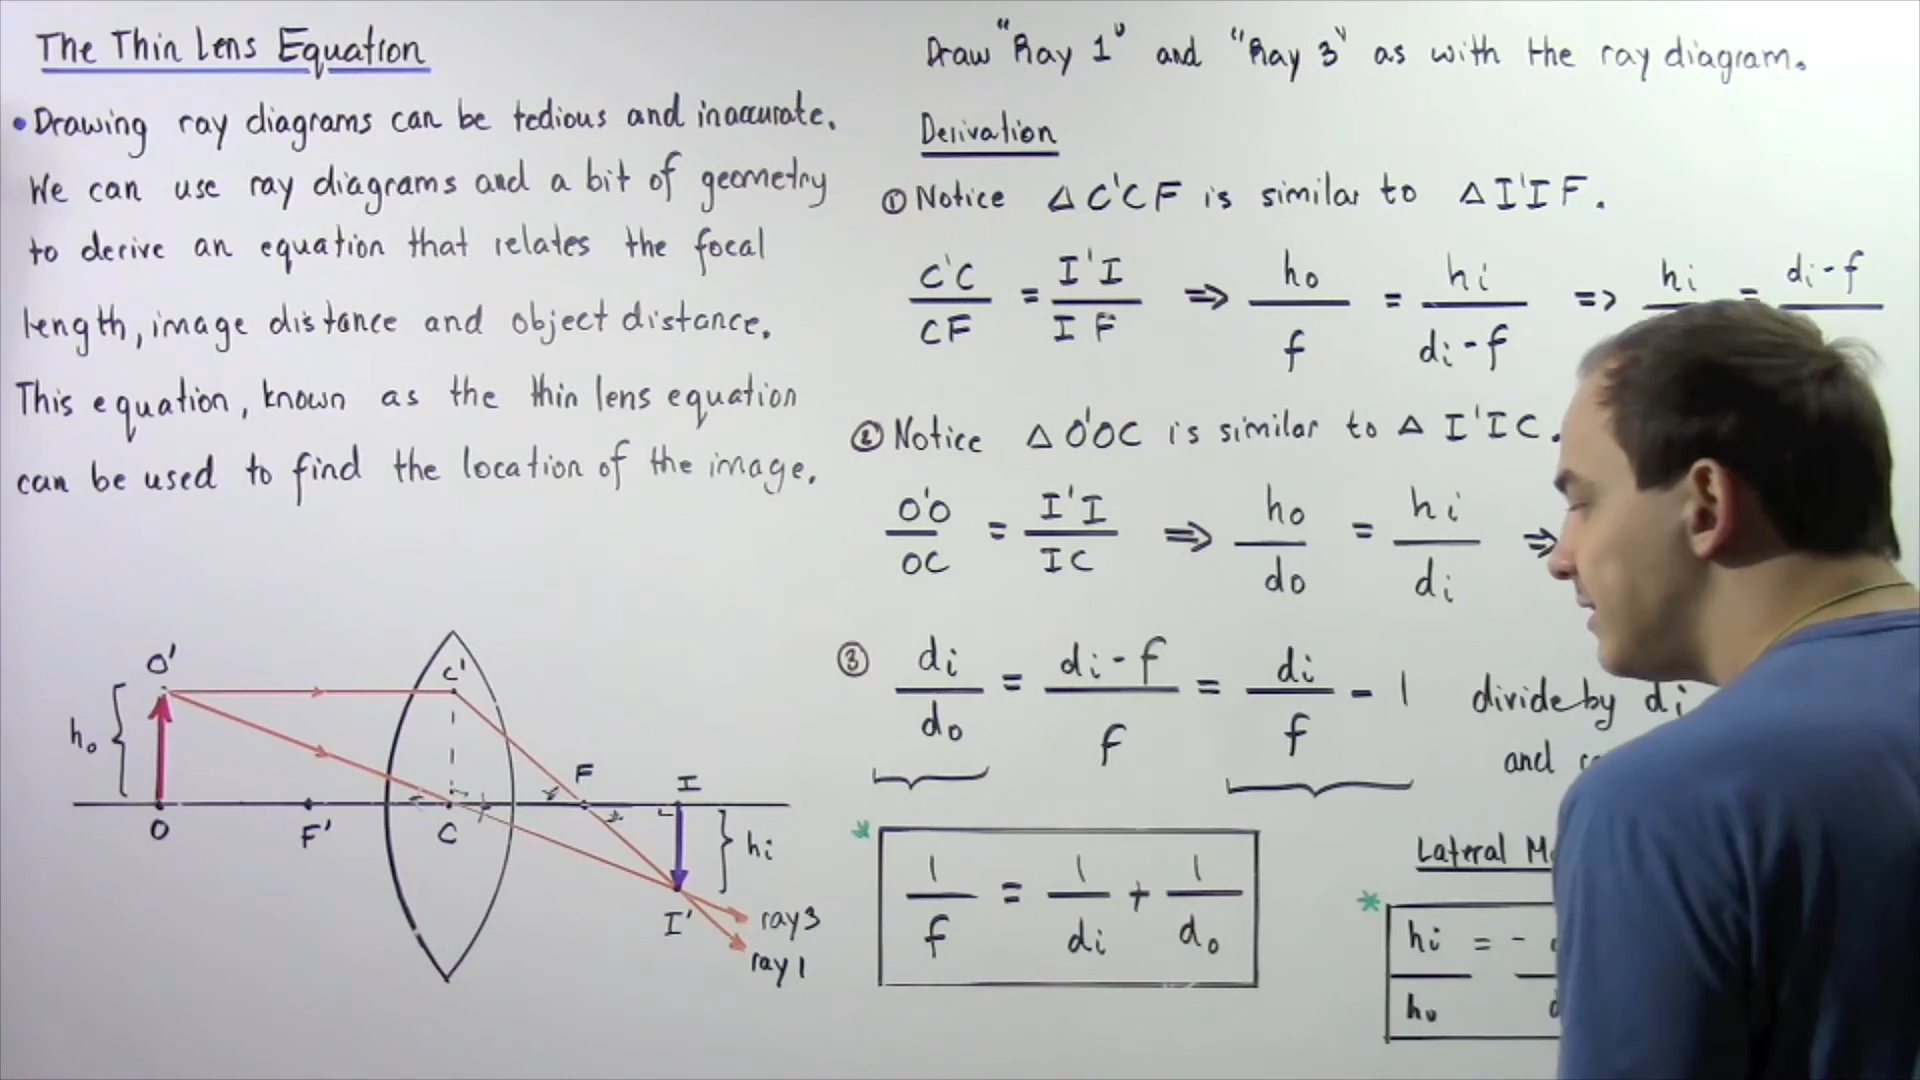 The Thin Lens Equation
• Drawing ray diagrams can be tedious and inaccurate.
We can use ray diagrams and a bit of geometry
to derive an equation that relates the focal
length, image distance and object distance.
This equation, known as the thin lens equation
can be used to find the location of the image.
O'
C'
ho
F
I
O
F'
C
hi
I'
ray 3
ray 1
Draw "Ray 1" and "Ray 3" as with the ray diagram.
Derivation
① Notice △C'CF is similar to △I'IF.
C'C/CF = I'I/IF ⇒ ho/f = hi/(di-f) => hi = di-f
② Notice △O'OC is similar to △I'IC.
O'O/OC = I'I/IC ⇒ ho/do = hi/di ⇒
③ di/do = (di-f)/f = di/f - 1 divide by di
and
* 1/f = 1/di + 1/do
Lateral
* hi/ho = -